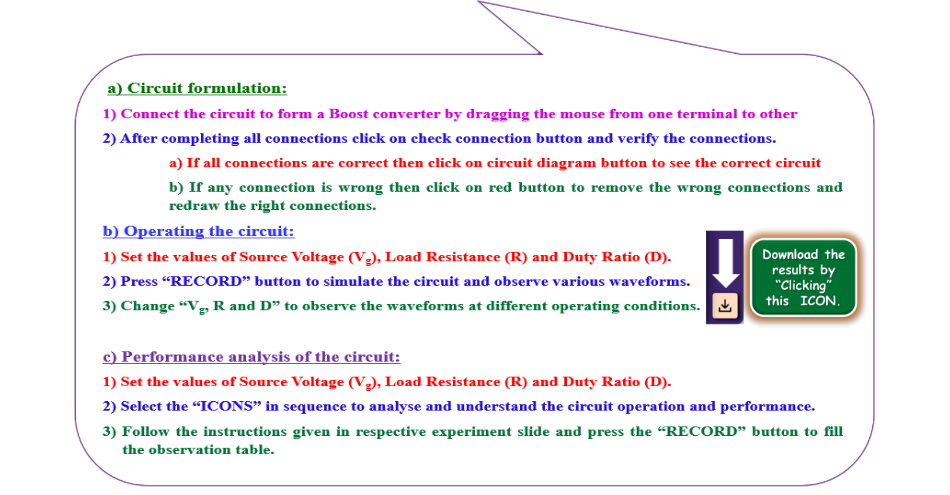 a) Circuit formulation:
1) Connect the circuit to form a Boost converter by dragging the mouse from one terminal to other
2) After completing all connections click on check connection button and verify the connections.
a) If all connections are correct then click on circuit diagram button to see the correct circuit
b) If any connection is wrong then click on red button to remove the wrong connections and
redraw the right connections.
b) Operating the circuit:
1) Set the values of Source Voltage (Vg), Load Resistance (R) and Duty Ratio (D).
2) Press “RECORD” button to simulate the circuit and observe various waveforms.
3) Change “Vg, R and D” to observe the waveforms at different operating conditions.
Download the
results by
“Clicking”
this ICON.
c) Performance analysis of the circuit:
1) Set the values of Source Voltage (Vg), Load Resistance (R) and Duty Ratio (D).
2) Select the “ICONS” in sequence to analyse and understand the circuit operation and performance.
3) Follow the instructions given in respective experiment slide and press the “RECORD” button to fill
the observation table.